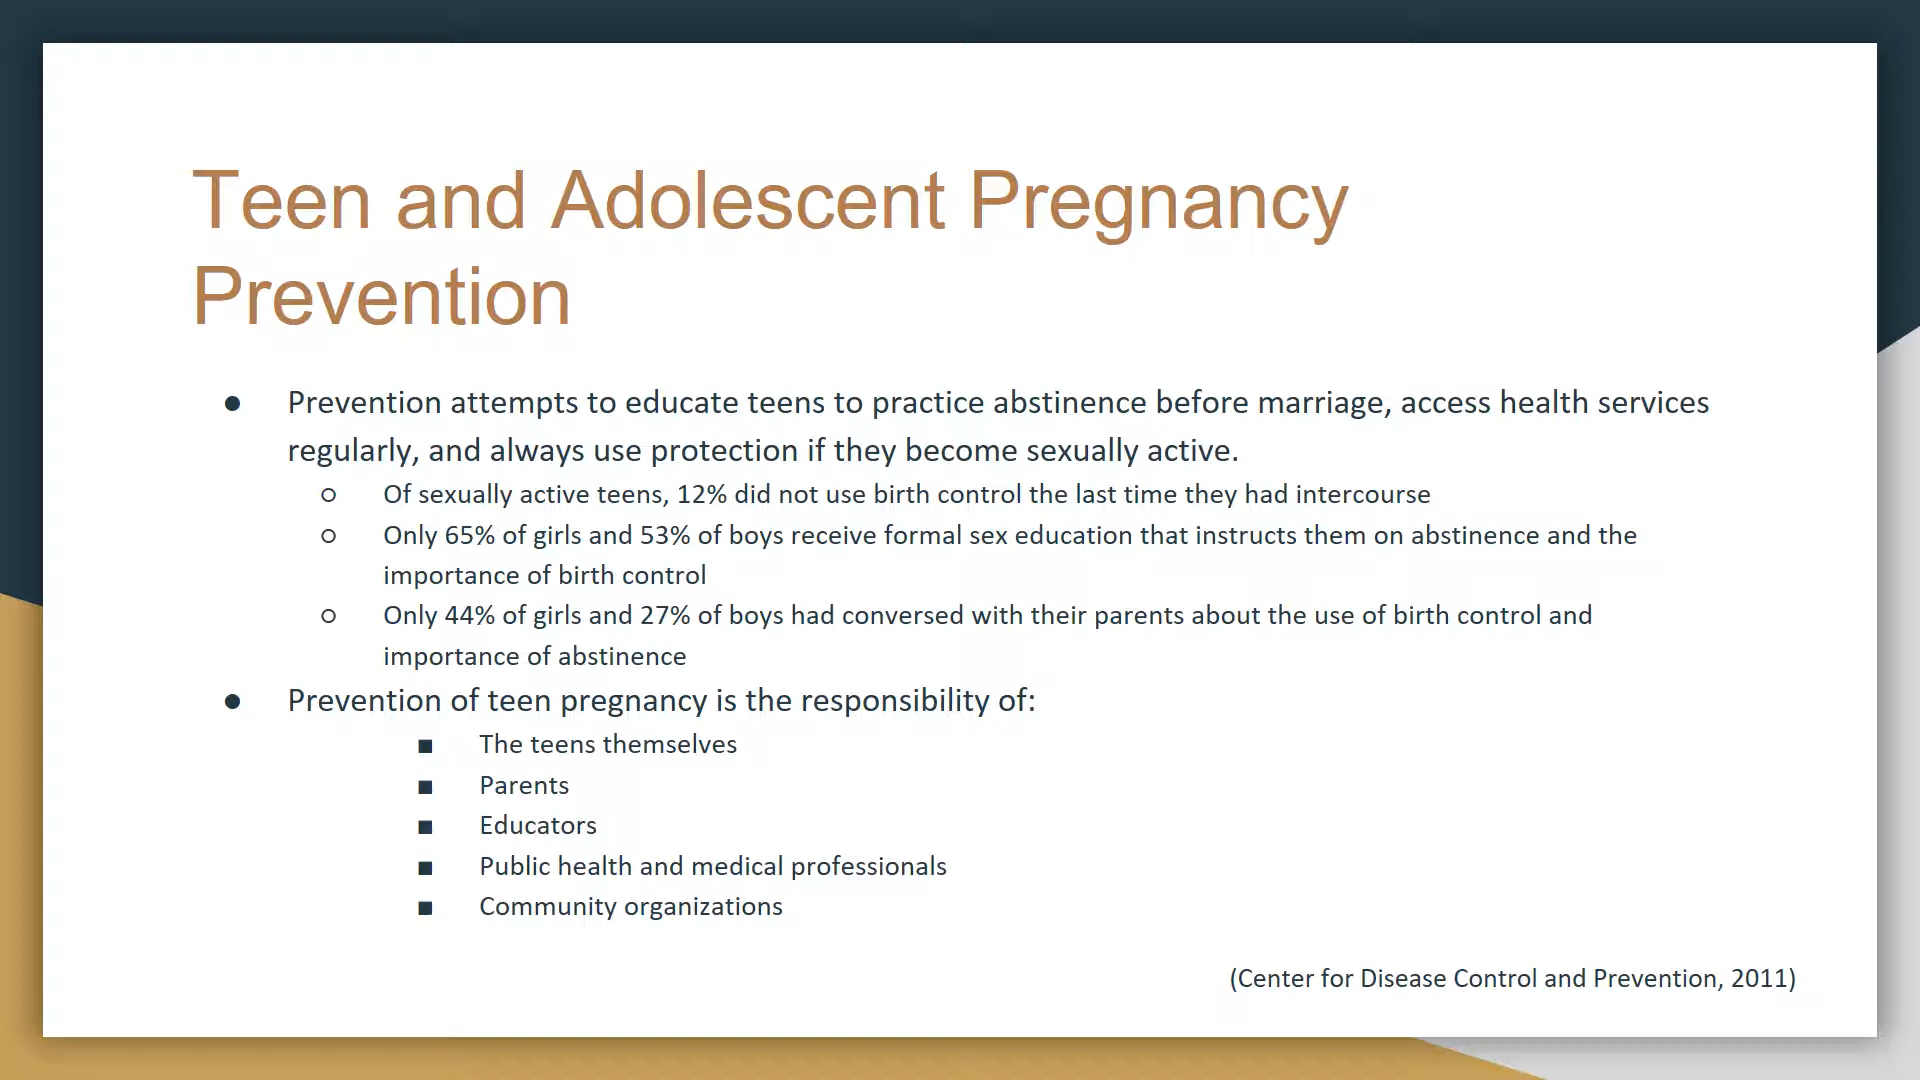 Teen and Adolescent Pregnancy
Prevention
● Prevention attempts to educate teens to practice abstinence before marriage, access health services
regularly, and always use protection if they become sexually active.
○ Of sexually active teens, 12% did not use birth control the last time they had intercourse
○ Only 65% of girls and 53% of boys receive formal sex education that instructs them on abstinence and the
importance of birth control
○ Only 44% of girls and 27% of boys had conversed with their parents about the use of birth control and
importance of abstinence
● Prevention of teen pregnancy is the responsibility of:
■ The teens themselves
■ Parents
■ Educators
■ Public health and medical professionals
■ Community organizations
(Center for Disease Control and Prevention, 2011)